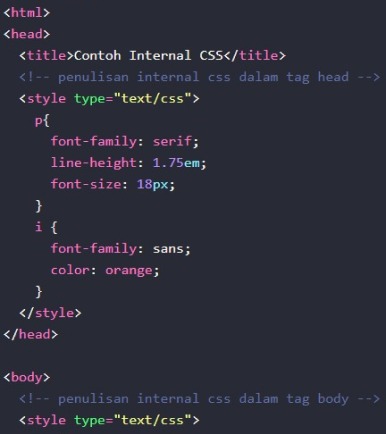 <html>
<head>
<title>Contoh Internal CSS</title>
<!-- penulisan internal css dalam tag head -->
<style type="text/css">
p{
font-family: serif;
line-height: 1.75em;
font-size: 18px;
}
i {
font-family: sans;
color: orange;
}
</style>
</head>
<body>
<!-- penulisan internal css dalam tag body -->
<style type="text/css">